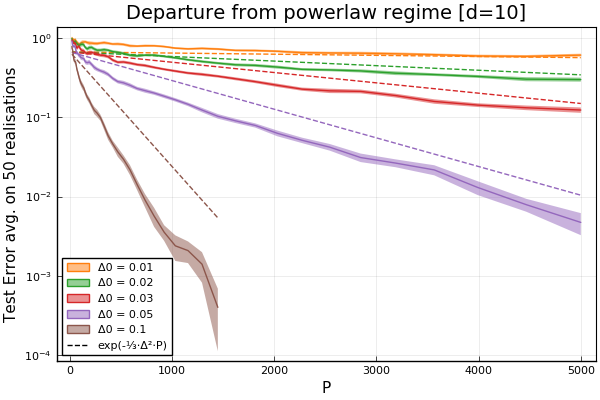 Departure from powerlaw regime [d=10]
Test Error avg. on 50 realisations
10⁰
10⁻¹
10⁻²
10⁻³
10⁻⁴
Δ0 = 0.01
Δ0 = 0.02
Δ0 = 0.03
Δ0 = 0.05
Δ0 = 0.1
exp(-⅓·Δ²·P)
0 1000 2000 3000 4000 5000
P